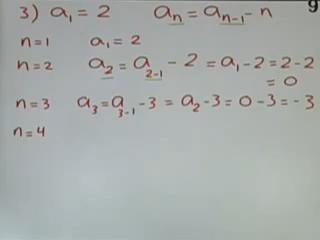 3) a₁ = 2 aₙ = aₙ₋₁ - n 9
n=1 a₁ = 2
n=2 a₂ = a₂₋₁ - 2 = a₁ - 2 = 2 - 2
= 0
n=3 a₃ = a₃₋₁ - 3 = a₂ - 3 = 0 - 3 = - 3
n=4